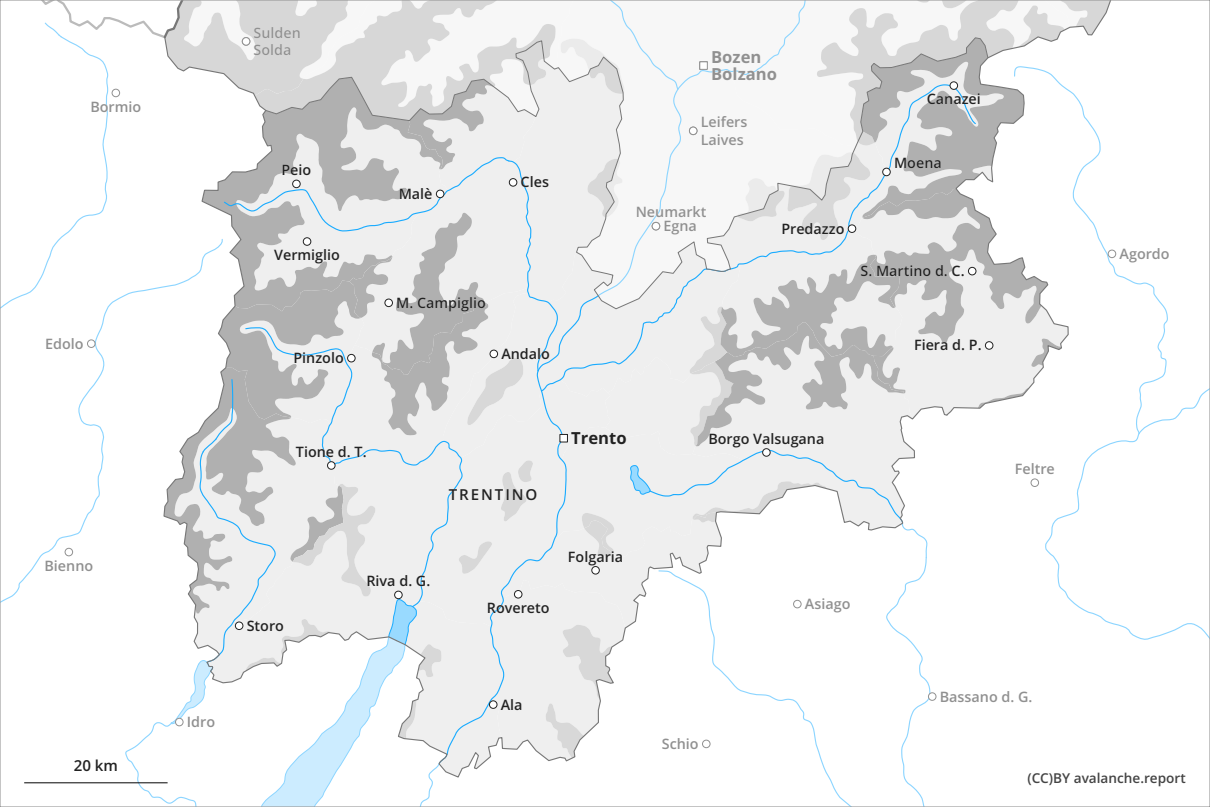 Sulden
Solda
Bozen
Bolzano
Bormio
Canazei
Leifers
Laives
Moena
Peio
Malè
Cles
Neumarkt
Egna
Predazzo
Vermiglio
Agordo
S. Martino d. C.
M. Campiglio
Edolo
Pinzolo
Andalo
Fiera d. P.
Trento
Borgo Valsugana
Tione d. T.
Feltre
TRENTINO
Bienno
Folgaria
Riva d. G.
Rovereto
Asiago
Storo
Bassano d. G.
Ala
Idro
Schio
20 km
(CC)BY avalanche.report